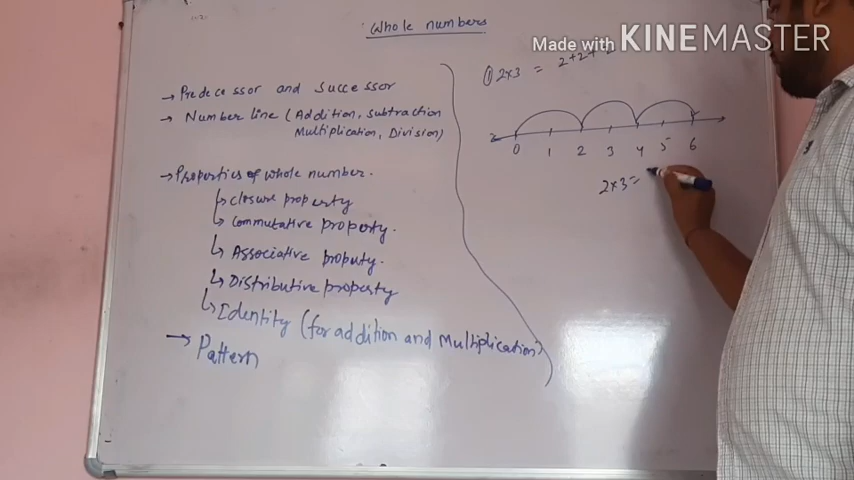 Whole numbers
Made with KINEMASTER
→ Predecessor and Successor
→ Number line (Addition, Subtraction
Multiplication, Division)
→ Properties of whole number.
↳ closure property
↳ Commutative property.
↳ Associative property.
↳ Distributive property
↳ Identity (for addition and Multiplication)
→ Pattern
① 2×3 = 2+2+2
0 1 2 3 4 5 6
2×3=